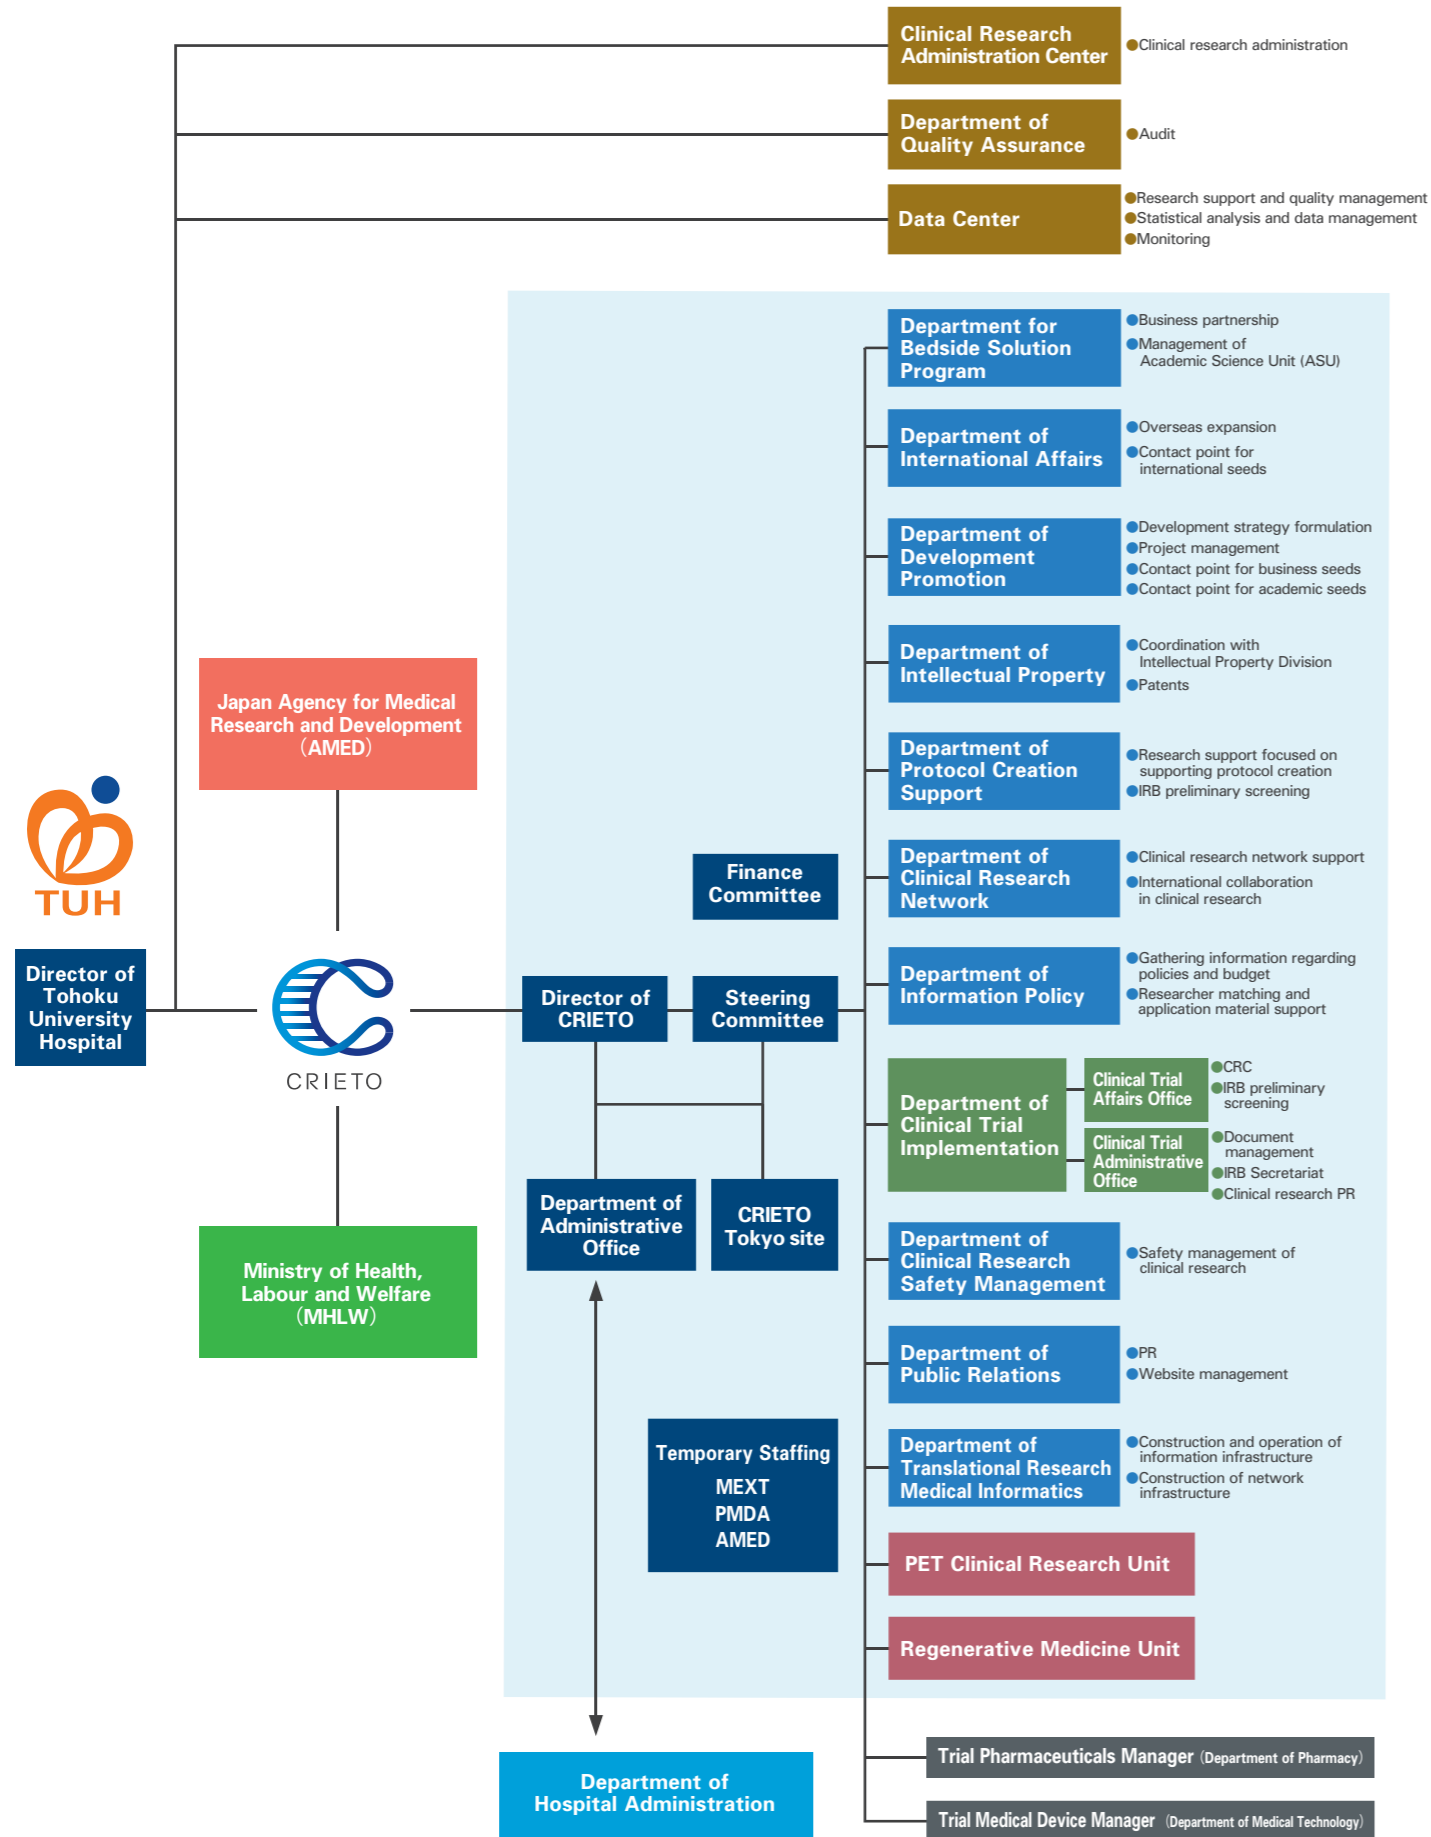 Clinical Research
Administration Center
●Clinical research administration
Department of
Quality Assurance
●Audit
Data Center
●Research support and quality management
●Statistical analysis and data management
●Monitoring
Department for
Bedside Solution
Program
●Business partnership
●Management of
Academic Science Unit (ASU)
Department of
International Affairs
●Overseas expansion
●Contact point for
international seeds
Department of
Development
Promotion
●Development strategy formulation
●Project management
●Contact point for business seeds
●Contact point for academic seeds
Department of
Intellectual Property
●Coordination with
Intellectual Property Division
●Patents
Japan Agency for Medical
Research and Development
（AMED）
Department of
Protocol Creation
Support
●Research support focused on
supporting protocol creation
●IRB preliminary screening
TUH
Finance
Committee
Department of
Clinical Research
Network
●Clinical research network support
●International collaboration
in clinical research
Director of
Tohoku
University
Hospital
CRIETO
Director of
CRIETO
Steering
Committee
Department of
Information Policy
●Gathering information regarding
policies and budget
●Researcher matching and
application material support
Department of
Clinical Trial
Implementation
Clinical Trial
Affairs Office
●CRC
●IRB preliminary
screening
Clinical Trial
Administrative
Office
●Document
management
●IRB Secretariat
●Clinical research PR
Department of
Administrative
Office
CRIETO
Tokyo site
Ministry of Health,
Labour and Welfare
（MHLW）
Department of
Clinical Research
Safety Management
●Safety management of
clinical research
Department of
Public Relations
●PR
●Website management
Temporary Staffing
MEXT
PMDA
AMED
Department of
Translational Research
Medical Informatics
●Construction and operation of
information infrastructure
●Construction of network
infrastructure
PET Clinical Research Unit
Regenerative Medicine Unit
Department of
Hospital Administration
Trial Pharmaceuticals Manager（Department of Pharmacy）
Trial Medical Device Manager（Department of Medical Technology）